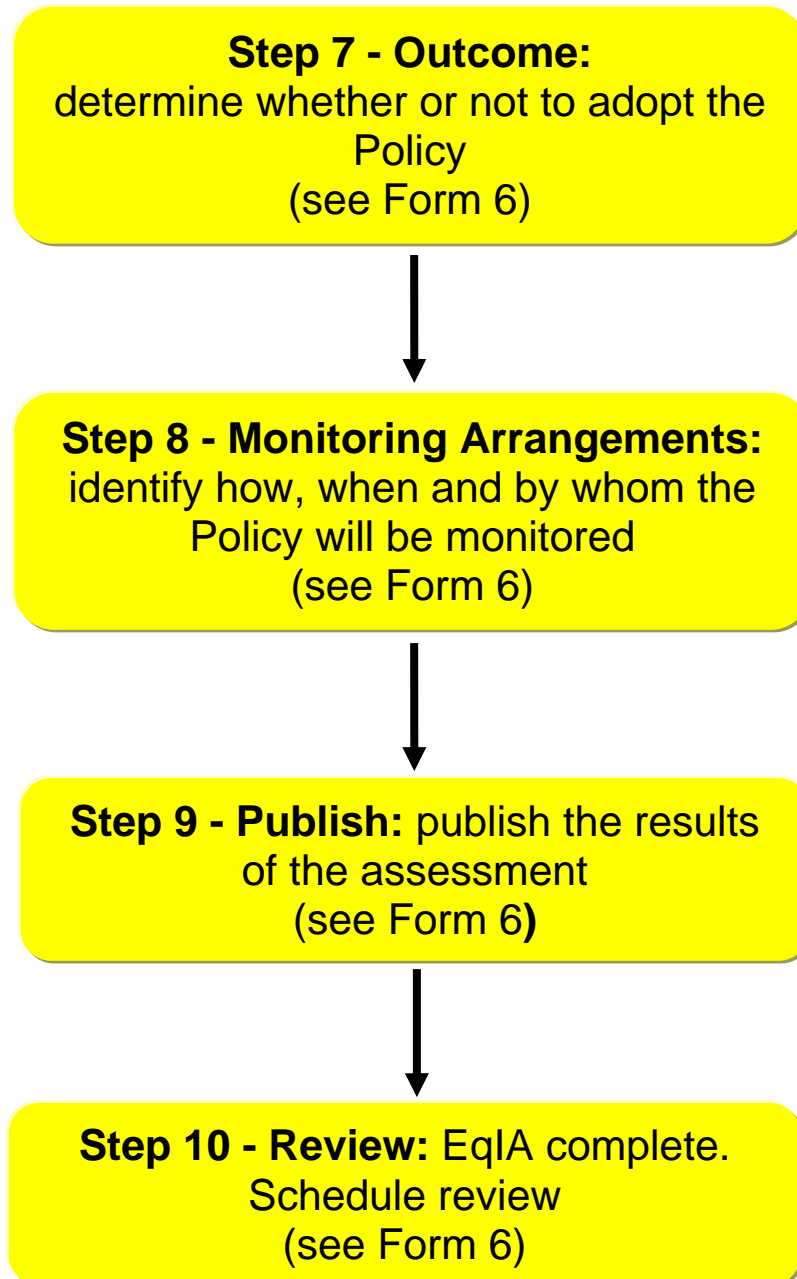 Step 7 - Outcome:
determine whether or not to adopt the
Policy
(see Form 6)
Step 8 - Monitoring Arrangements:
identify how, when and by whom the
Policy will be monitored
(see Form 6)
Step 9 - Publish: publish the results
of the assessment
(see Form 6)
Step 10 - Review: EqIA complete.
Schedule review
(see Form 6)